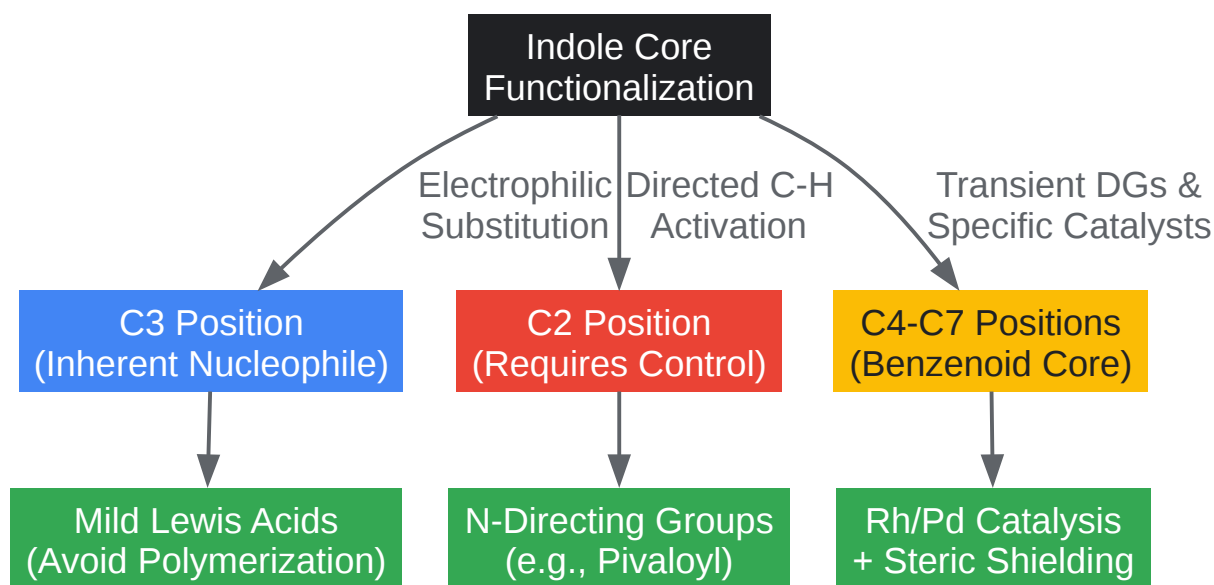 Indole Core
Functionalization
Electrophilic
Substitution
Directed C-H
Activation
Transient DGs &
Specific Catalysts
C3 Position
(Inherent Nucleophile)
C2 Position
(Requires Control)
C4-C7 Positions
(Benzenoid Core)
Mild Lewis Acids
(Avoid Polymerization)
N-Directing Groups
(e.g., Pivaloyl)
Rh/Pd Catalysis
+ Steric Shielding